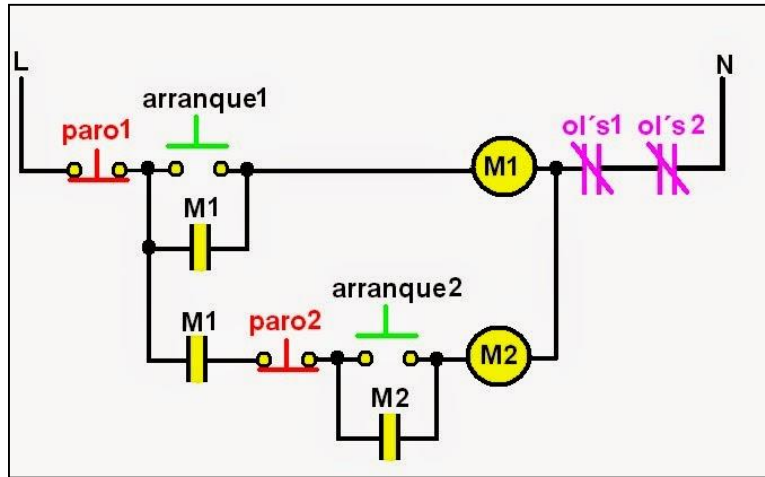 L
N
arranque1
paro1
ol´s1 ol´s 2
M1
M1
M1
arranque2
paro2
M2
M2